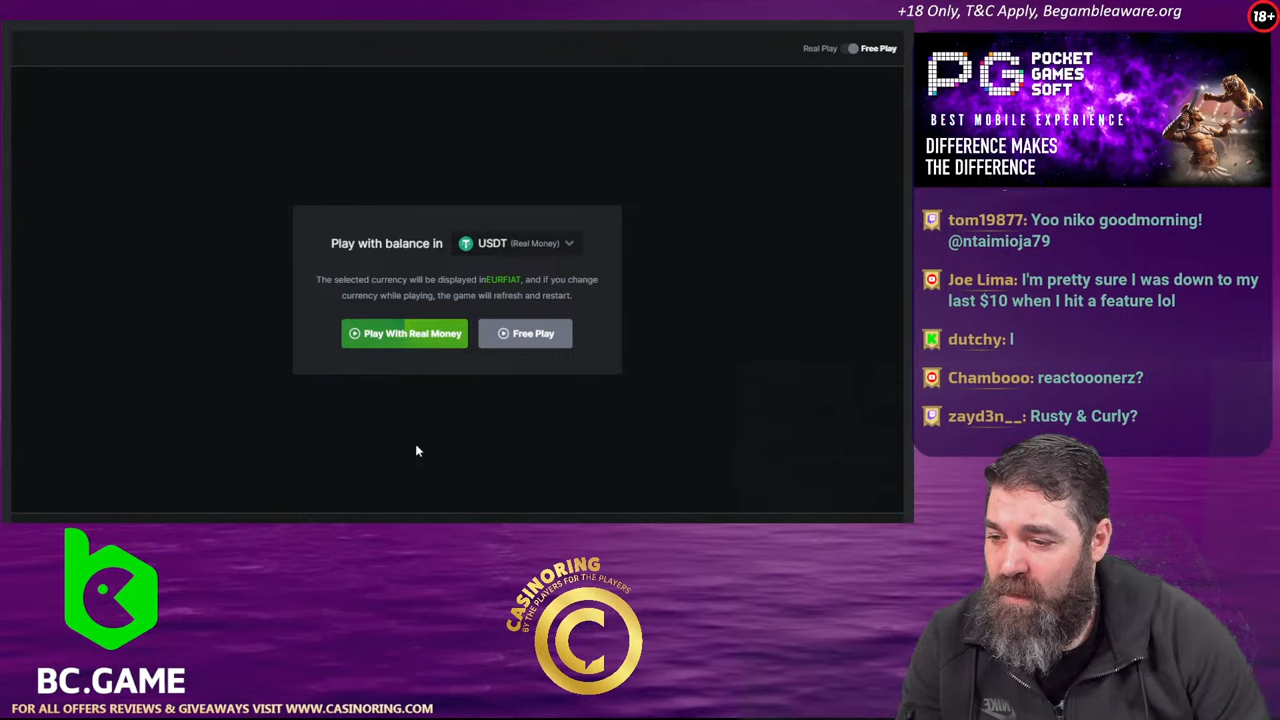 +18 Only, T&C Apply, Begambleaware.org
18+
Real Play Free Play
PG POCKET
GAMES
SOFT
BEST MOBILE EXPERIENCE
DIFFERENCE MAKES
THE DIFFERENCE
Play with balance in USDT (Real Money)
The selected currency will be displayed inEURFIAT, and if you change
currency while playing, the game will refresh and restart.
Play With Real Money Free Play
tom19877: Yoo niko goodmorning!
@ntaimioja79
Joe Lima: I'm pretty sure I was down to my
last $10 when I hit a feature lol
dutchy: I
Chambooo: reactooonerz?
zayd3n__: Rusty & Curly?
CASINORING
BY THE PLAYERS FOR THE PLAYERS
C
b
BC.GAME
NIKE
FOR ALL OFFERS REVIEWS & GIVEAWAYS VISIT WWW.CASINORING.COM